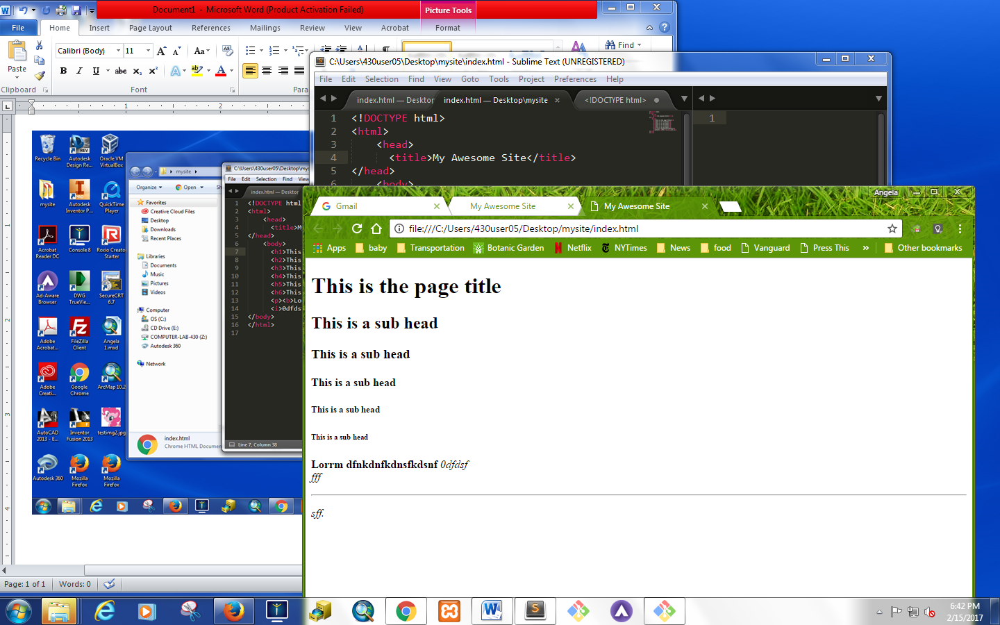 Document1 - Microsoft Word (Product Activation Failed)
Picture Tools
File Home Insert Page Layout References Mailings Review View Acrobat Format
Calibri (Body) 11
Paste
Find
Clipboard Font Para
C:\Users\430user05\Desktop\mysite\index.html - Sublime Text (UNREGISTERED)
File Edit Selection Find View Goto Tools Project Preferences Help
index.html — Desktop index.html — Desktop\mysite <!DOCTYPE html>
1 <!DOCTYPE html>
2 <html>
3 <head>
4 <title>My Awesome Site</title>
5 </head>
6 <body>
1
Recycle Bin
Autodesk Design Re...
Oracle VM VirtualBox
mysite
Autodesk Inventor P...
QuickTime Player
Acrobat Reader DC
Console 8
Roxio Creator Starter
Ad-Aware Browser
DWG TrueView...
SecureCRT 6.7
Adobe Acrobat...
FileZilla Client
Angela 1.mxd
Adobe Creati...
Google Chrome
ArcMap 10.2
AutoCAD 2013 - E...
Inventor Fusion 2013
testimg2.jpg
Autodesk 360
Mozilla Firefox
Mozilla Firefox
mysite
Organize Open
Favorites
Creative Cloud Files
Desktop
Downloads
Recent Places
Libraries
Documents
Music
Pictures
Videos
Computer
OS (C:)
CD Drive (E:)
COMPUTER-LAB-430 (Z:)
Autodesk 360
Network
index.html
Chrome HTML Documen
C:\Users\430user05\Desktop\mys
File Edit Selection Find View
index.html — Desktop
1 <!DOCTYPE html
2 <html>
3 <head>
4 <title>My
5 </head>
6 <body>
7 <h1>This
8 <h2>This
9 <h3>This
10 <h4>This
11 <h5>This
12 <h6>This
13 <p><b>Lo
14 <i>0dfds
15 </body>
16 </html>
17
Line 7, Column 38
Page: 1 of 1 Words: 0
Angela
Gmail My Awesome Site My Awesome Site
file:///C:/Users/430user05/Desktop/mysite/index.html
Apps baby Transportation Botanic Garden Netflix NYTimes News food Vanguard Press This » Other bookmarks
This is the page title
This is a sub head
This is a sub head
This is a sub head
This is a sub head
This is a sub head
Lorrm dfnkdnfkdnsfkdsnf 0dfdsf
fff
sff.
6:42 PM
2/15/2017